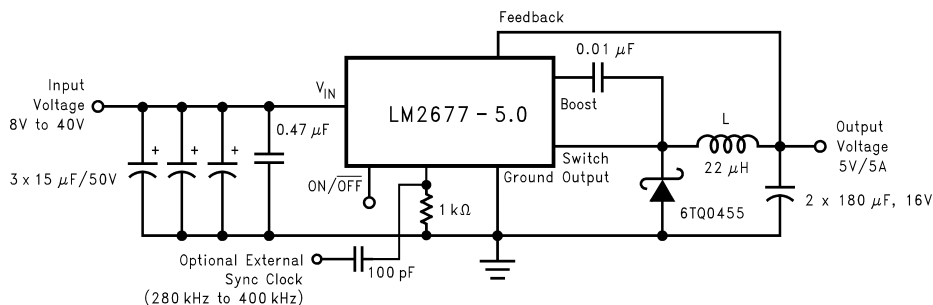 Feedback
0.01 μF
Input
Voltage
8V to 40V
V_IN
0.47 μF
LM2677 - 5.0
Boost
L
22 μH
Output
Voltage
5V/5A
+
+
+
3 x 15 μF/50V
ON/O̅F̅F̅
Switch
Ground Output
1 kΩ
6TQ045S
2 x 180 μF, 16V
Optional External
Sync Clock
(280 kHz to 400 kHz)
100 pF